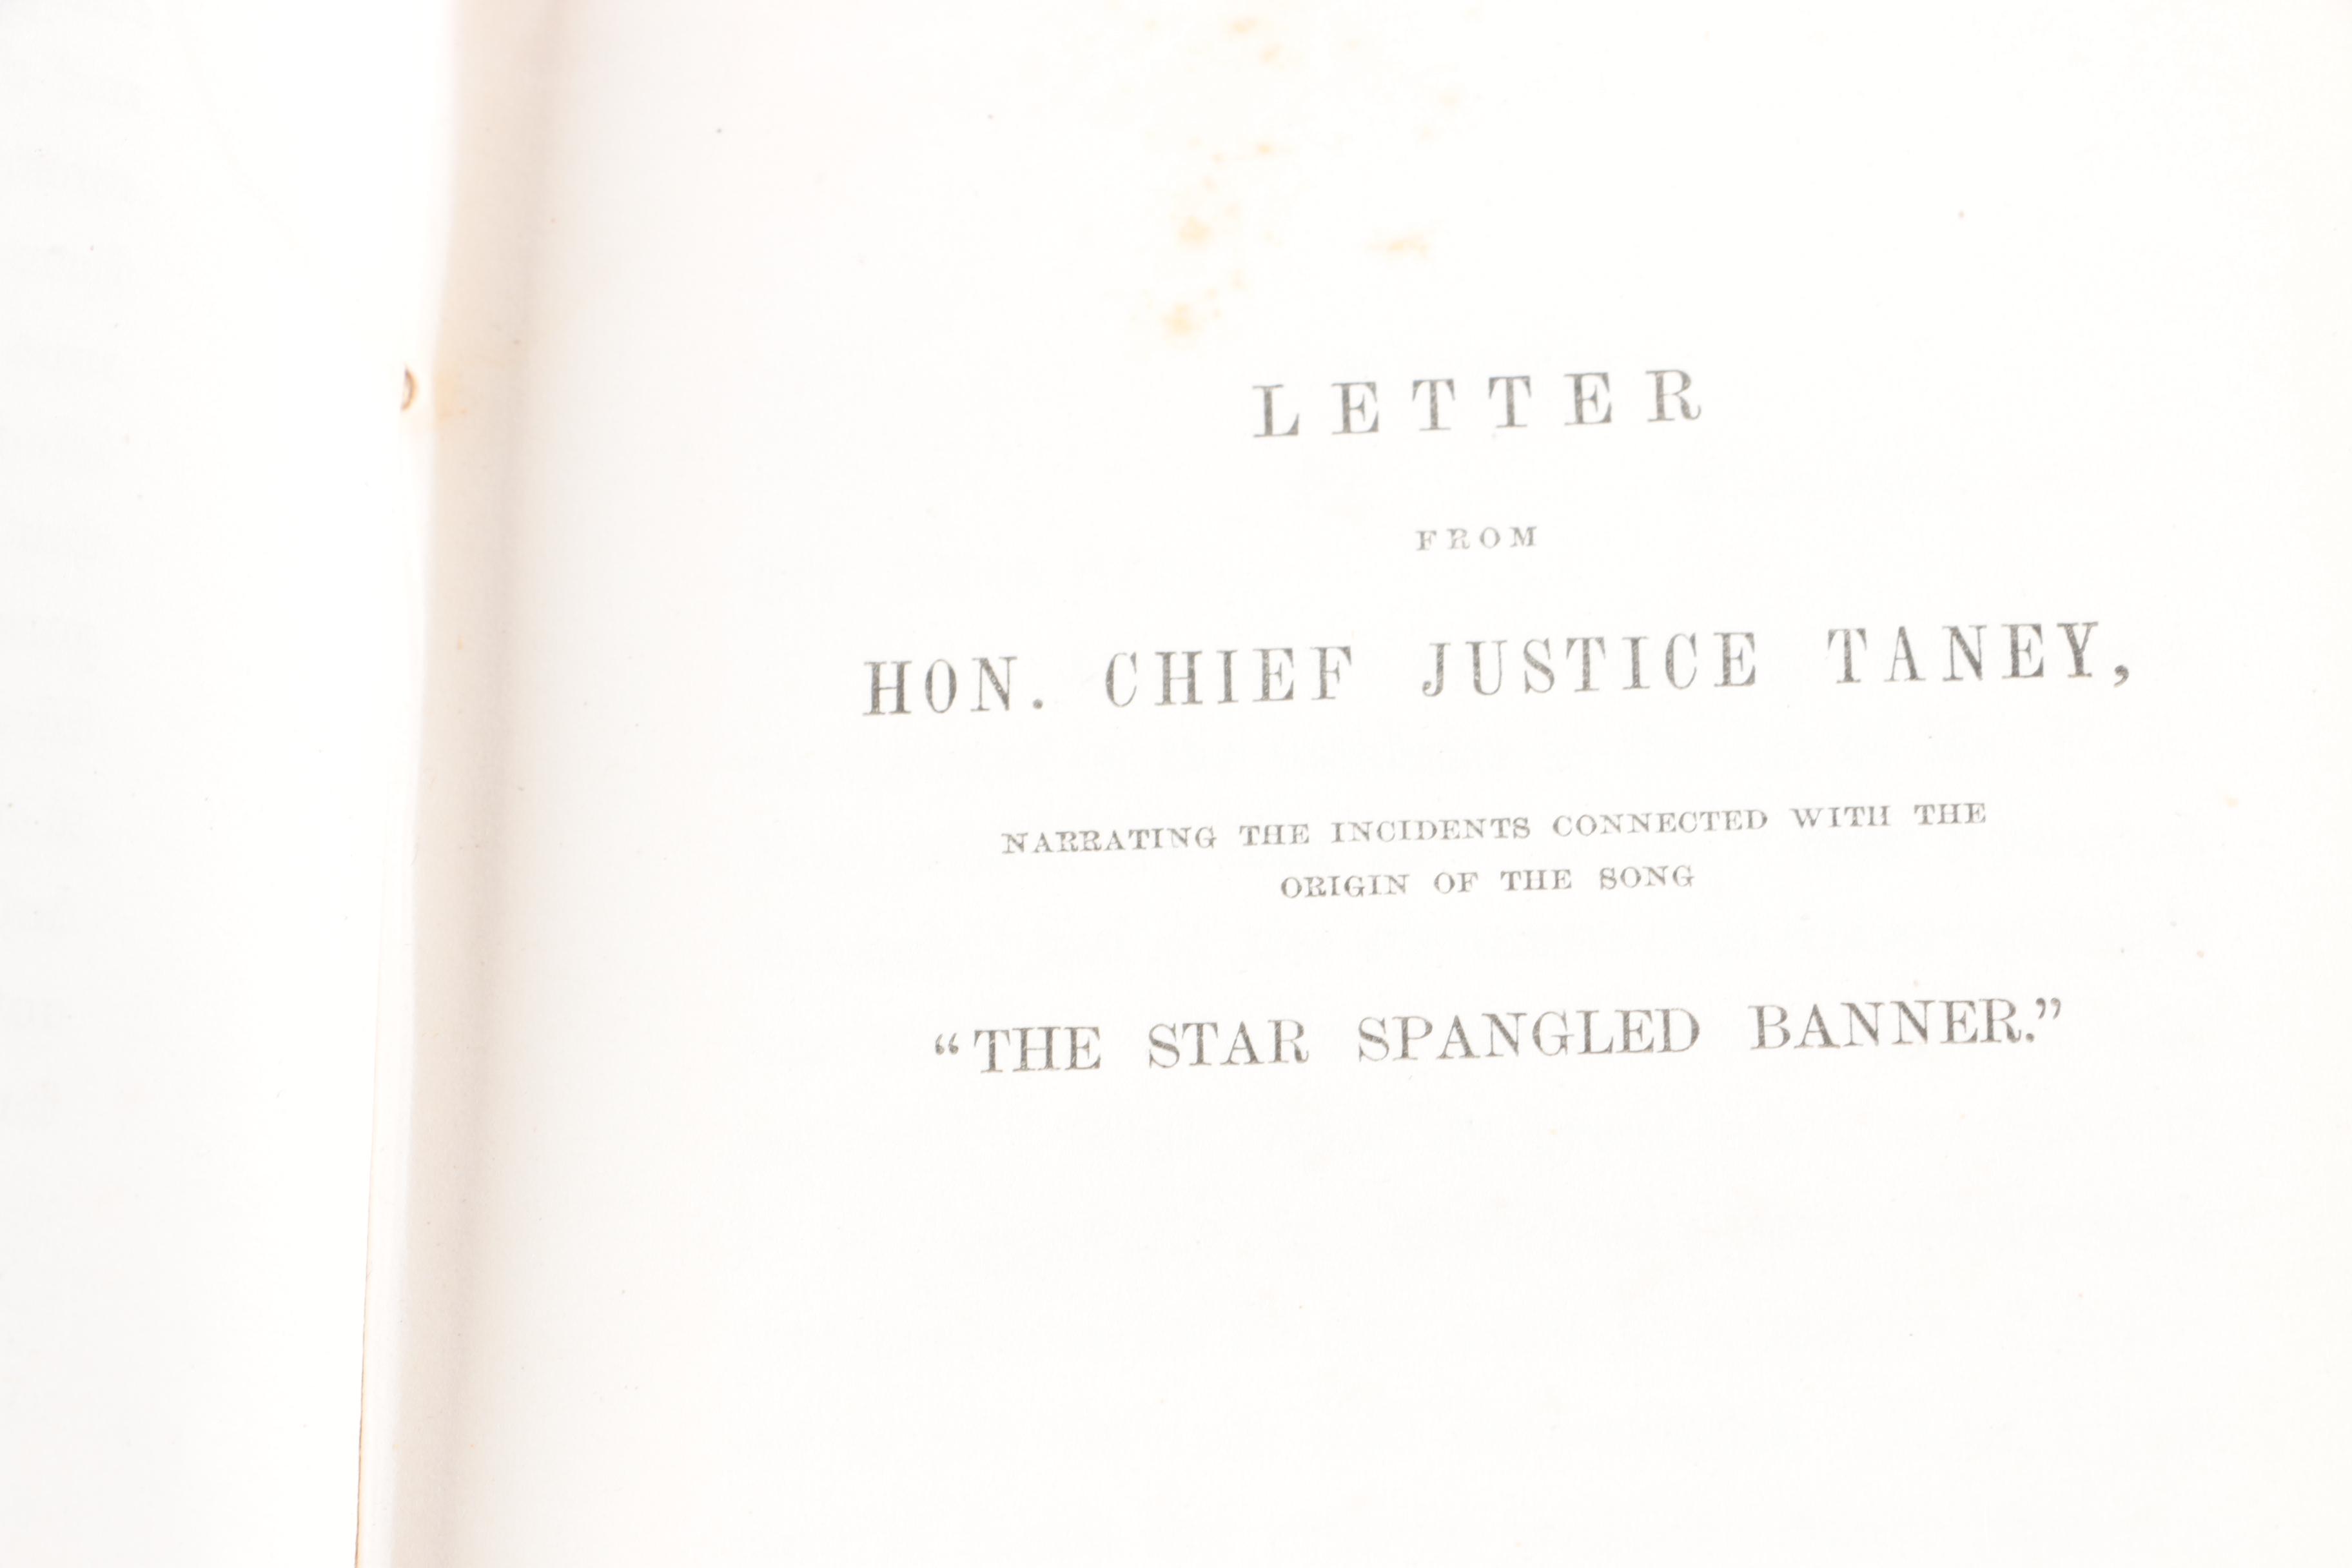 LETTER
FROM
HON. CHIEF JUSTICE TANEY,
NARRATING THE INCIDENTS CONNECTED WITH THE
ORIGIN OF THE SONG
“THE STAR SPANGLED BANNER.”